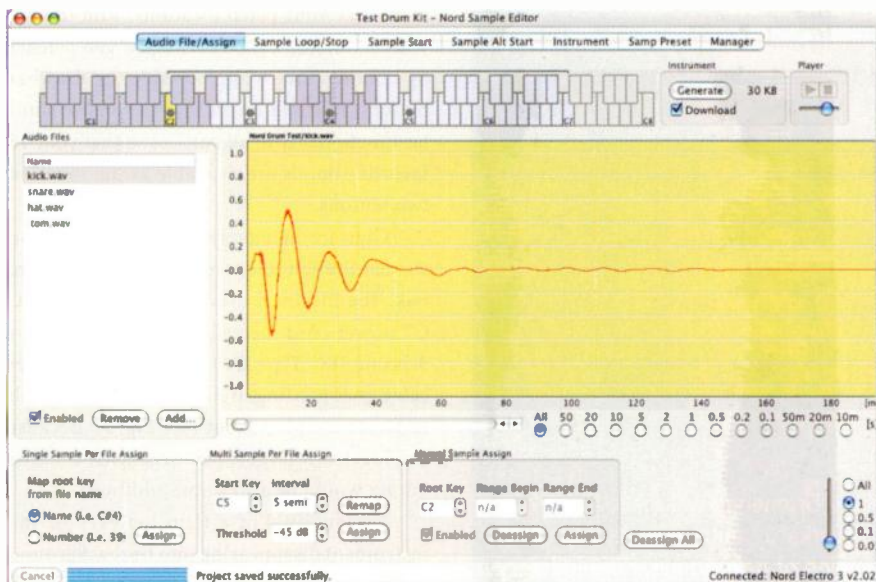 Test Drum Kit – Nord Sample Editor
Audio File/Assign Sample Loop/Stop Sample Start Sample Alt Start Instrument Samp Preset Manager
Instrument Player
Generate 30 KB
Download
C1 C2 C3 C4 C5 C6 C7 C8
Audio Files
Nord Drum Test/kick.wav
Name
kick.wav
snare.wav
hat.wav
tom.wav
1.0
0.8
0.6
0.4
0.2
-0.0
-0.2
-0.4
-0.6
-0.8
-1.0
20 40 60 80 100 120 140 160 180 [m
Enabled Remove Add...
All 50 20 10 5 2 1 0.5 0.2 0.1 50m 20m 10m [s]
Single Sample Per File Assign Multi Sample Per File Assign Manual Sample Assign
Map root key
from file name
Name (i.e. C#4)
Number (i.e. 39) Assign
Start Key Interval
C5 5 semi Remap
Threshold -45 dB Assign
Root Key Range Begin Range End
C2 n/a n/a
Enabled Deassign Assign Deassign All
All
1
0.5
0.1
0.0
Cancel Project saved successfully. Connected: Nord Electro 3 v2.02